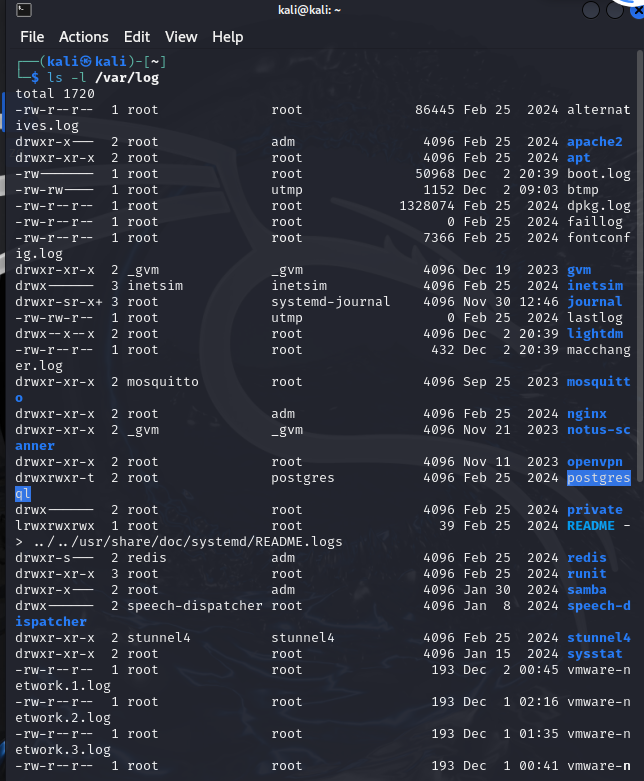 kali@kali: ~
File Actions Edit View Help
┌──(kali㉿kali)-[~]
└─$ ls -l /var/log
total 1720
-rw-r--r-- 1 root root 86445 Feb 25 2024 alternat
ives.log
drwxr-x--- 2 root adm 4096 Feb 25 2024 apache2
drwxr-xr-x 2 root root 4096 Feb 25 2024 apt
-rw------- 1 root root 50968 Dec 2 20:39 boot.log
-rw-rw---- 1 root utmp 1152 Dec 2 09:03 btmp
-rw-r--r-- 1 root root 1328074 Feb 25 2024 dpkg.log
-rw-r--r-- 1 root root 0 Feb 25 2024 faillog
-rw-r--r-- 1 root root 7366 Feb 25 2024 fontconf
ig.log
drwxr-xr-x 2 _gvm _gvm 4096 Dec 19 2023 gvm
drwx------ 3 inetsim inetsim 4096 Feb 25 2024 inetsim
drwxr-sr-x+ 3 root systemd-journal 4096 Nov 30 12:46 journal
-rw-rw-r-- 1 root utmp 0 Feb 25 2024 lastlog
drwx--x--x 2 root root 4096 Dec 2 20:39 lightdm
-rw-r--r-- 1 root root 432 Dec 2 20:39 macchang
er.log
drwxr-xr-x 2 mosquitto root 4096 Sep 25 2023 mosquitt
o
drwxr-xr-x 2 root adm 4096 Feb 25 2024 nginx
drwxr-xr-x 2 _gvm _gvm 4096 Nov 21 2023 notus-sc
anner
drwxr-xr-x 2 root root 4096 Nov 11 2023 openvpn
drwxrwxr-t 2 root postgres 4096 Feb 25 2024 postgres
ql
drwx------ 2 root root 4096 Feb 25 2024 private
lrwxrwxrwx 1 root root 39 Feb 25 2024 README -
> ../../usr/share/doc/systemd/README.logs
drwxr-s--- 2 redis adm 4096 Feb 25 2024 redis
drwxr-xr-x 3 root root 4096 Feb 25 2024 runit
drwxr-x--- 2 root adm 4096 Jan 30 2024 samba
drwx------ 2 speech-dispatcher root 4096 Jan 8 2024 speech-d
ispatcher
drwxr-xr-x 2 stunnel4 stunnel4 4096 Feb 25 2024 stunnel4
drwxr-xr-x 2 root root 4096 Jan 15 2024 sysstat
-rw-r--r-- 1 root root 193 Dec 2 00:45 vmware-n
etwork.1.log
-rw-r--r-- 1 root root 193 Dec 1 02:16 vmware-n
etwork.2.log
-rw-r--r-- 1 root root 193 Dec 1 01:35 vmware-n
etwork.3.log
-rw-r--r-- 1 root root 193 Dec 1 00:41 vmware-n